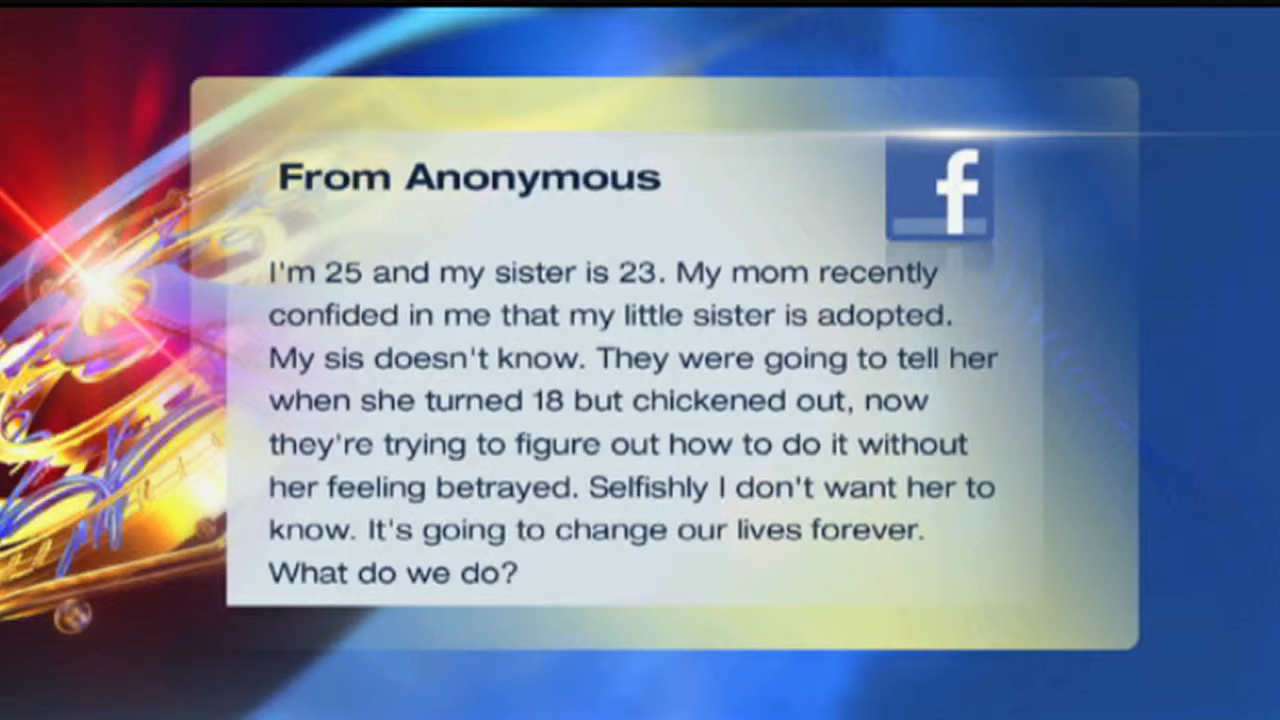 From Anonymous
f
I'm 25 and my sister is 23. My mom recently
confided in me that my little sister is adopted.
My sis doesn't know. They were going to tell her
when she turned 18 but chickened out, now
they're trying to figure out how to do it without
her feeling betrayed. Selfishly I don't want her to
know. It's going to change our lives forever.
What do we do?